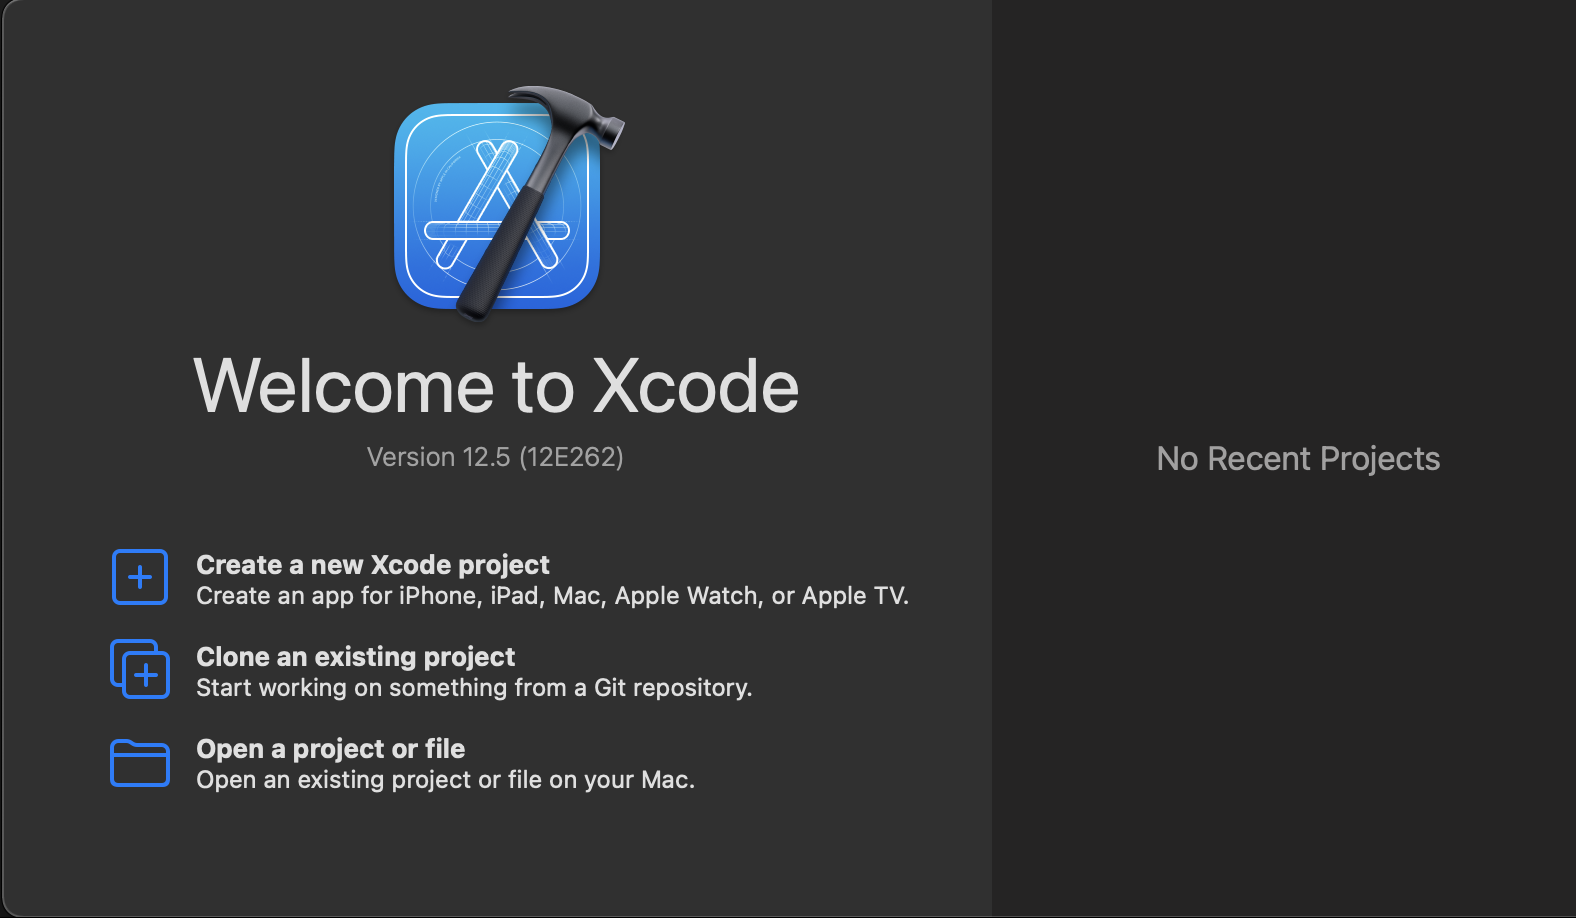 Welcome to Xcode
Version 12.5 (12E262)
Create a new Xcode project
Create an app for iPhone, iPad, Mac, Apple Watch, or Apple TV.
Clone an existing project
Start working on something from a Git repository.
Open a project or file
Open an existing project or file on your Mac.
No Recent Projects